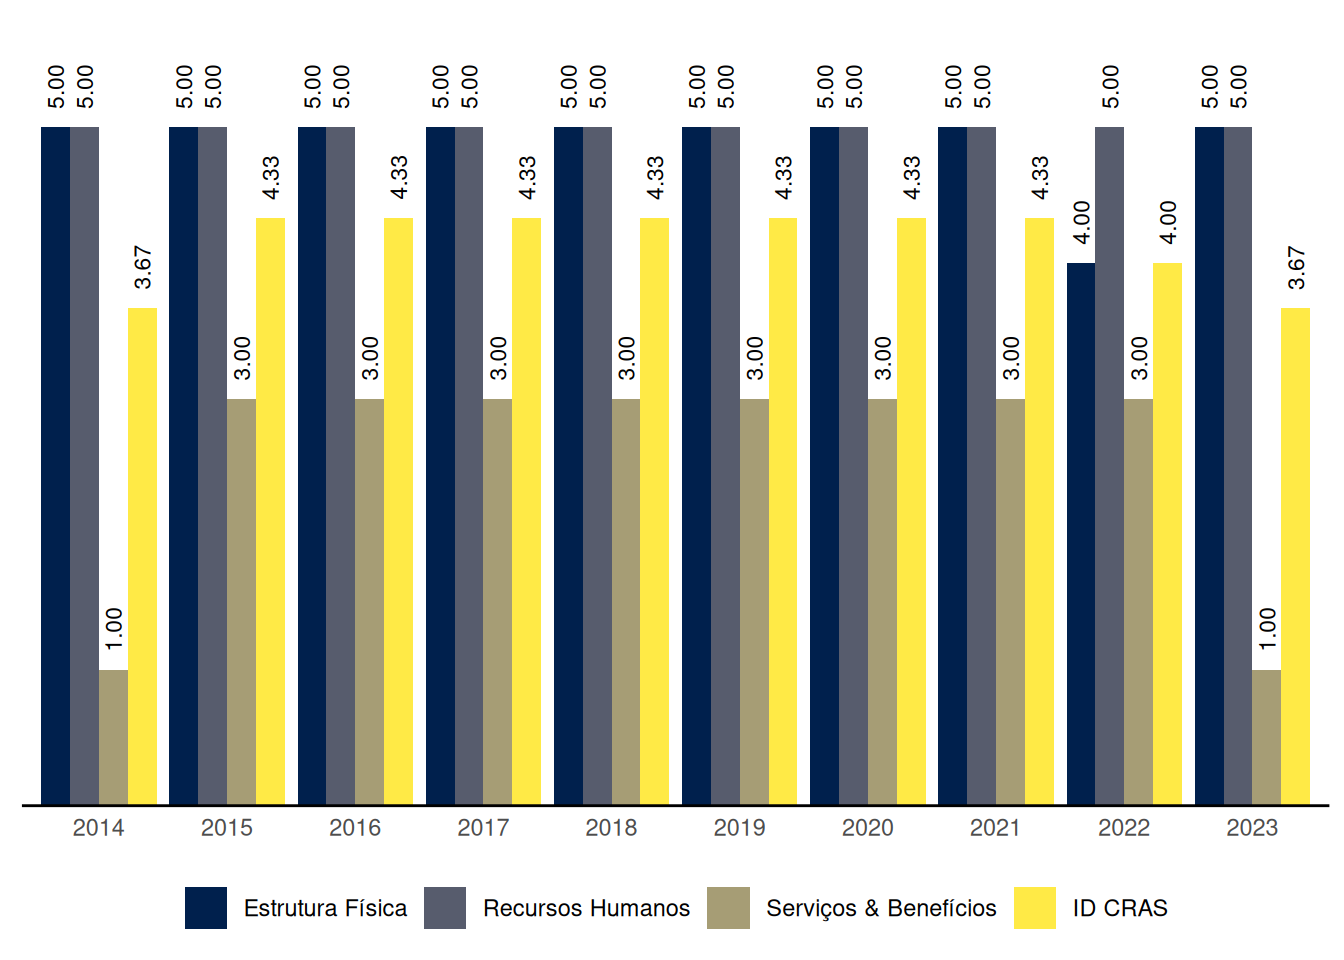 5.00 5.00 5.00 5.00 5.00 5.00 5.00 5.00 5.00 5.00 5.00 5.00 5.00 5.00 5.00 5.00 5.00 5.00 5.00
4.33 4.33 4.33 4.33 4.33 4.33 4.33
4.00 4.00
3.67 3.67
3.00 3.00 3.00 3.00 3.00 3.00 3.00 3.00
1.00 1.00
2014 2015 2016 2017 2018 2019 2020 2021 2022 2023
Estrutura Física Recursos Humanos Serviços & Benefícios ID CRAS